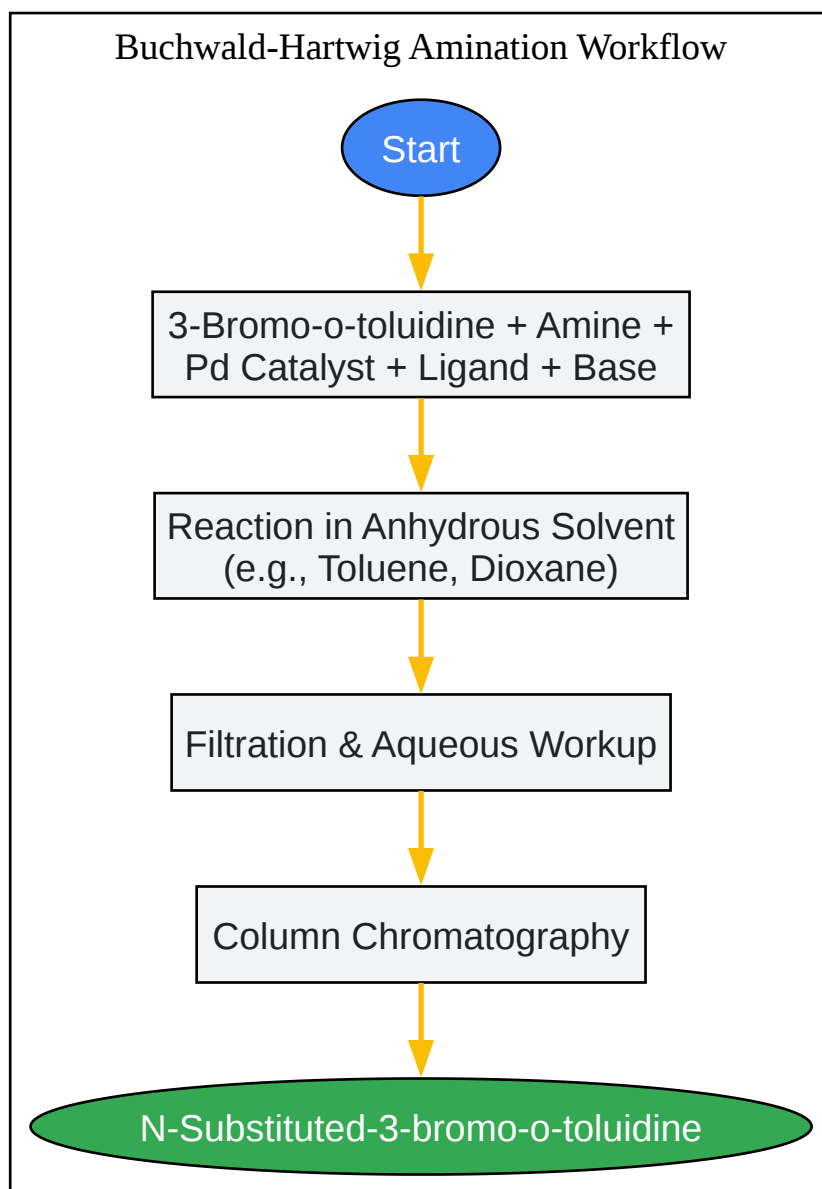 Buchwald-Hartwig Amination Workflow
Start
3-Bromo-o-toluidine + Amine +
Pd Catalyst + Ligand + Base
Reaction in Anhydrous Solvent
(e.g., Toluene, Dioxane)
Filtration & Aqueous Workup
Column Chromatography
N-Substituted-3-bromo-o-toluidine